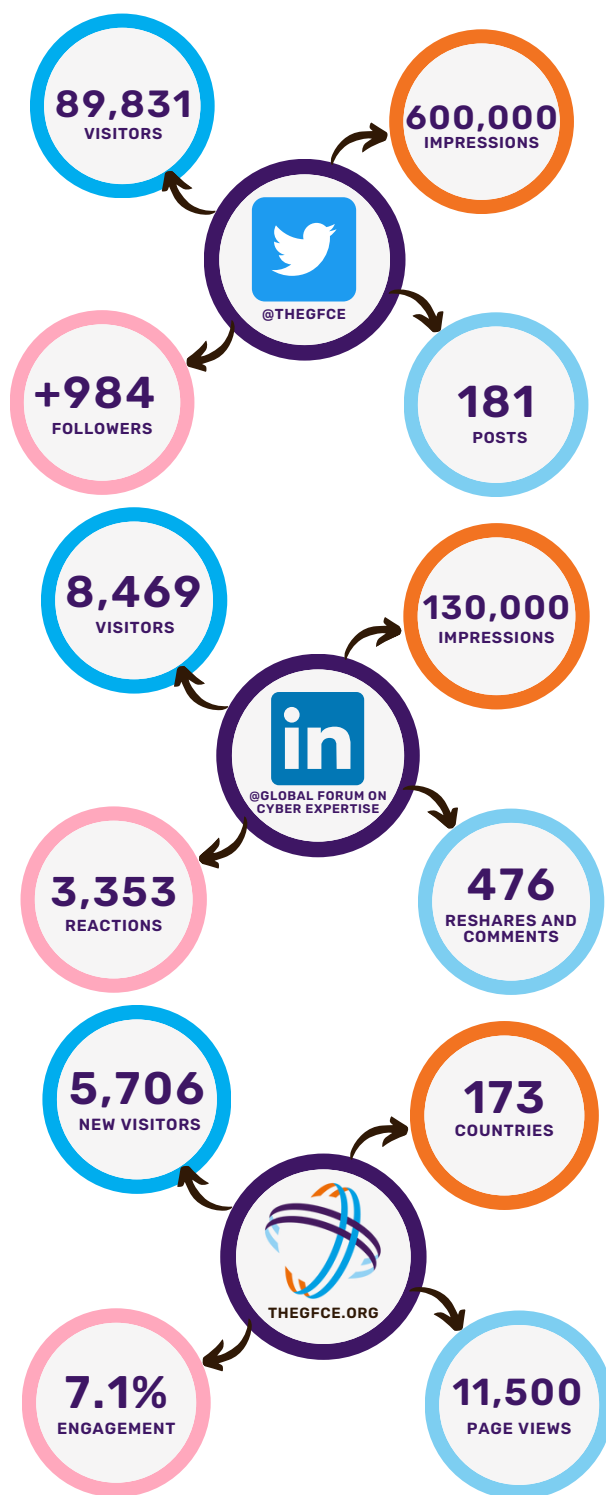 89,831
VISITORS
600,000
IMPRESSIONS
@THEGFCE
+984
FOLLOWERS
181
POSTS
8,469
VISITORS
130,000
IMPRESSIONS
in
@GLOBAL FORUM ON
CYBER EXPERTISE
3,353
REACTIONS
476
RESHARES AND
COMMENTS
5,706
NEW VISITORS
173
COUNTRIES
THEGFCE.ORG
7.1%
ENGAGEMENT
11,500
PAGE VIEWS